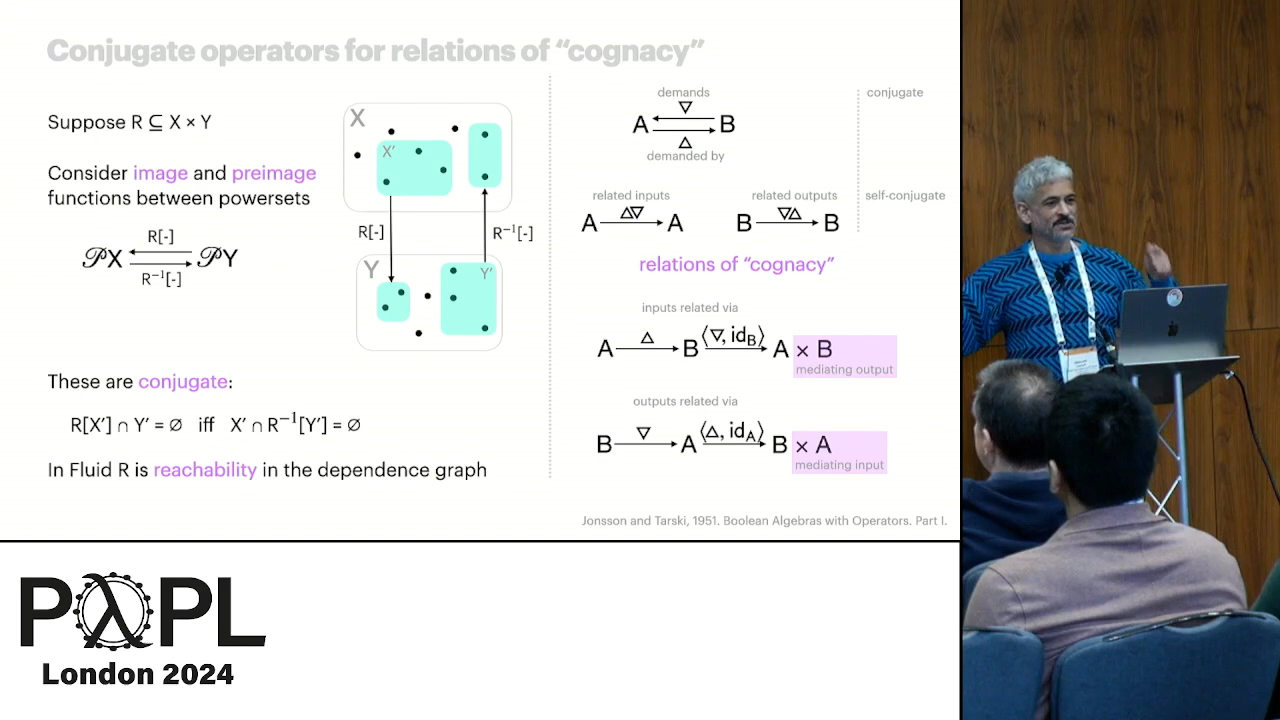 Conjugate operators for relations of “cognacy”
Suppose R ⊆ X × Y
Consider image and preimage
functions between powersets
R[-]
𝒫X ⇄ 𝒫Y
R⁻¹[-]
X
X′
R[-]
R⁻¹[-]
Y
Y′
These are conjugate:
R[X′] ∩ Y′ = ∅ iff X′ ∩ R⁻¹[Y′] = ∅
In Fluid R is reachability in the dependence graph
demands
▽
A ⇄ B
△
demanded by
conjugate
related inputs
△▽
A → A
related outputs
▽△
B → B
self-conjugate
relations of “cognacy”
inputs related via
△ ⟨▽, id_B⟩
A → B → A × B
mediating output
outputs related via
▽ ⟨△, id_A⟩
B → A → B × A
mediating input
Jonsson and Tarski, 1951. Boolean Algebras with Operators. Part I.
PλPL
London 2024